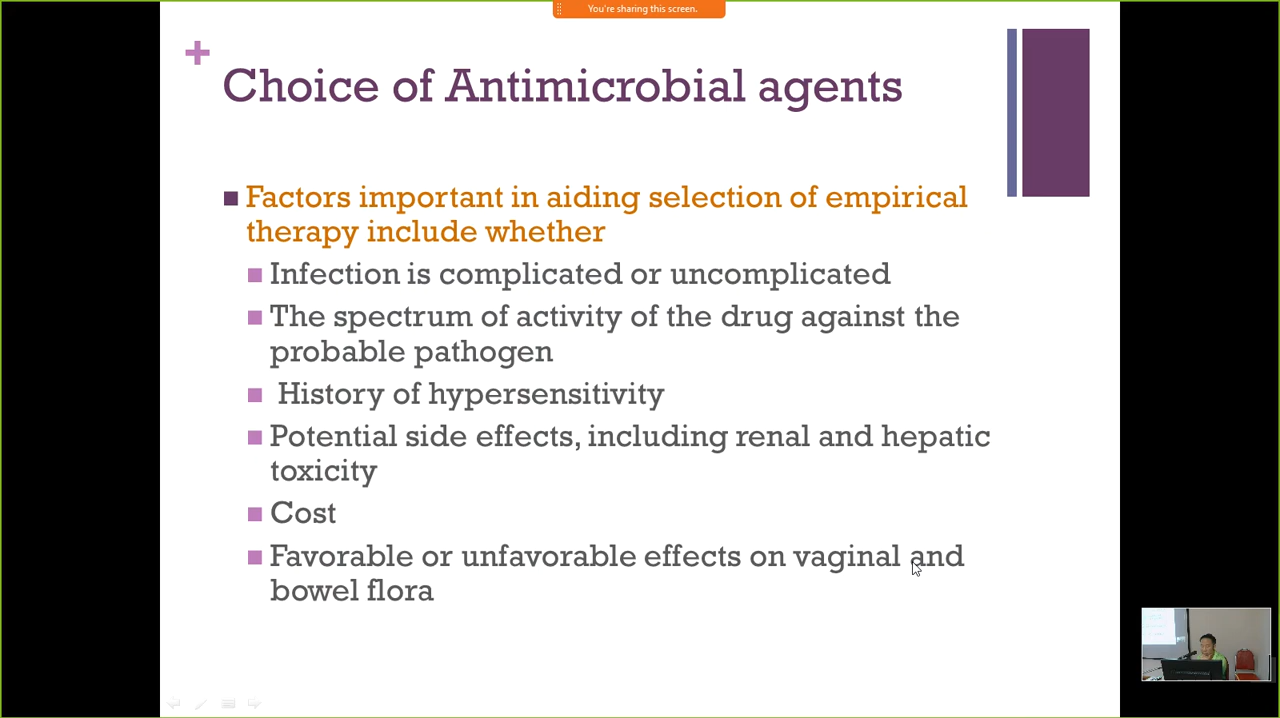 You're sharing this screen.
+
Choice of Antimicrobial agents
Factors important in aiding selection of empirical
therapy include whether
Infection is complicated or uncomplicated
The spectrum of activity of the drug against the
probable pathogen
History of hypersensitivity
Potential side effects, including renal and hepatic
toxicity
Cost
Favorable or unfavorable effects on vaginal and
bowel flora